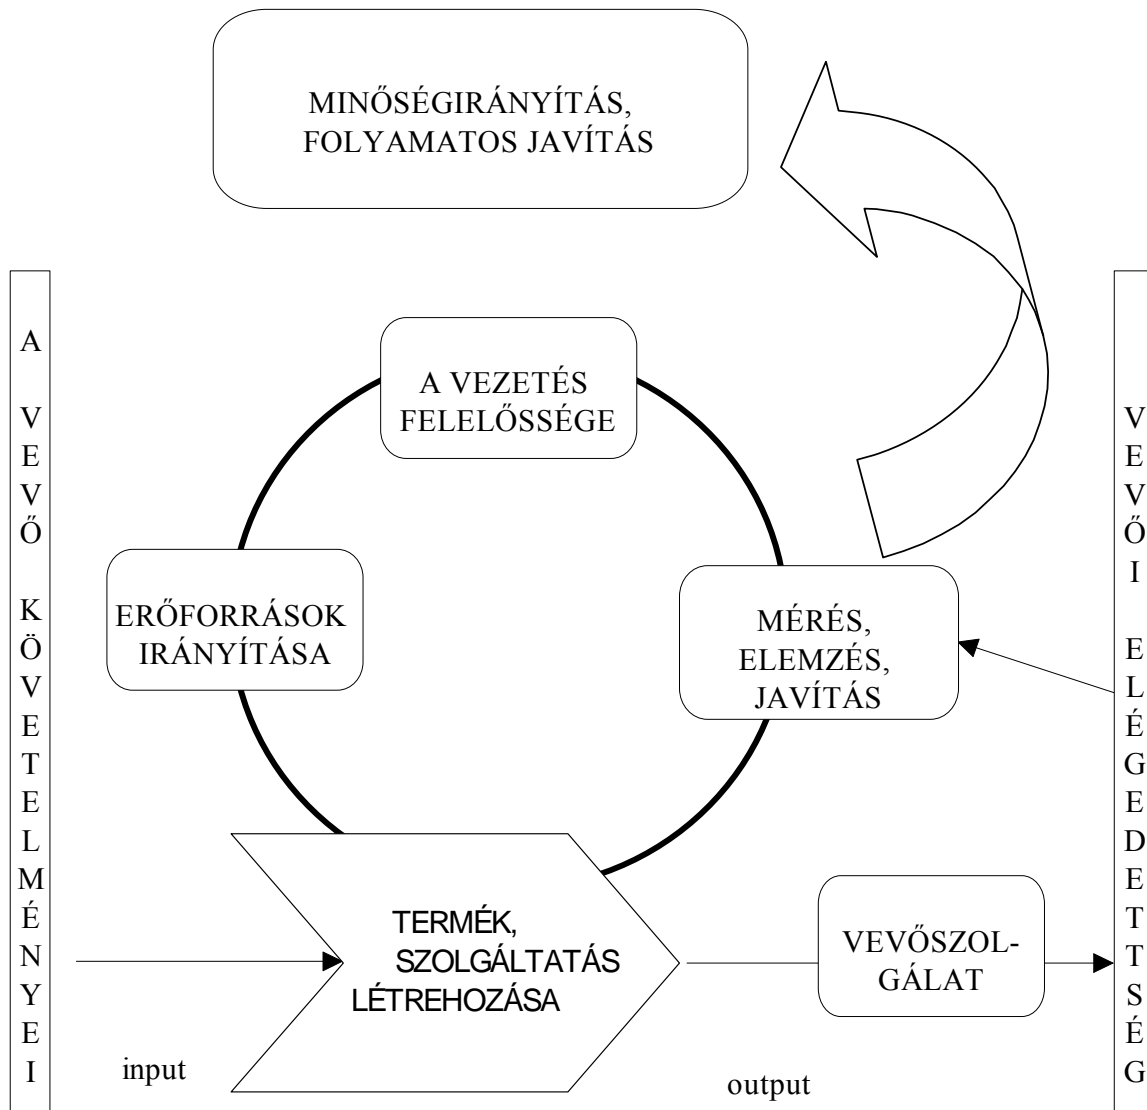 MINŐSÉGIRÁNYÍTÁS,
FOLYAMATOS JAVÍTÁS
A VEVŐ KÖVETELMÉNYEI
A VEZETÉS
FELELŐSSÉGE
ERŐFORRÁSOK
IRÁNYÍTÁSA
MÉRÉS,
ELEMZÉS,
JAVÍTÁS
VEVŐI ELÉGEDETTSÉG
TERMÉK,
SZOLGÁLTATÁS
LÉTREHOZÁSA
VEVŐSZOL-
GÁLAT
input
output